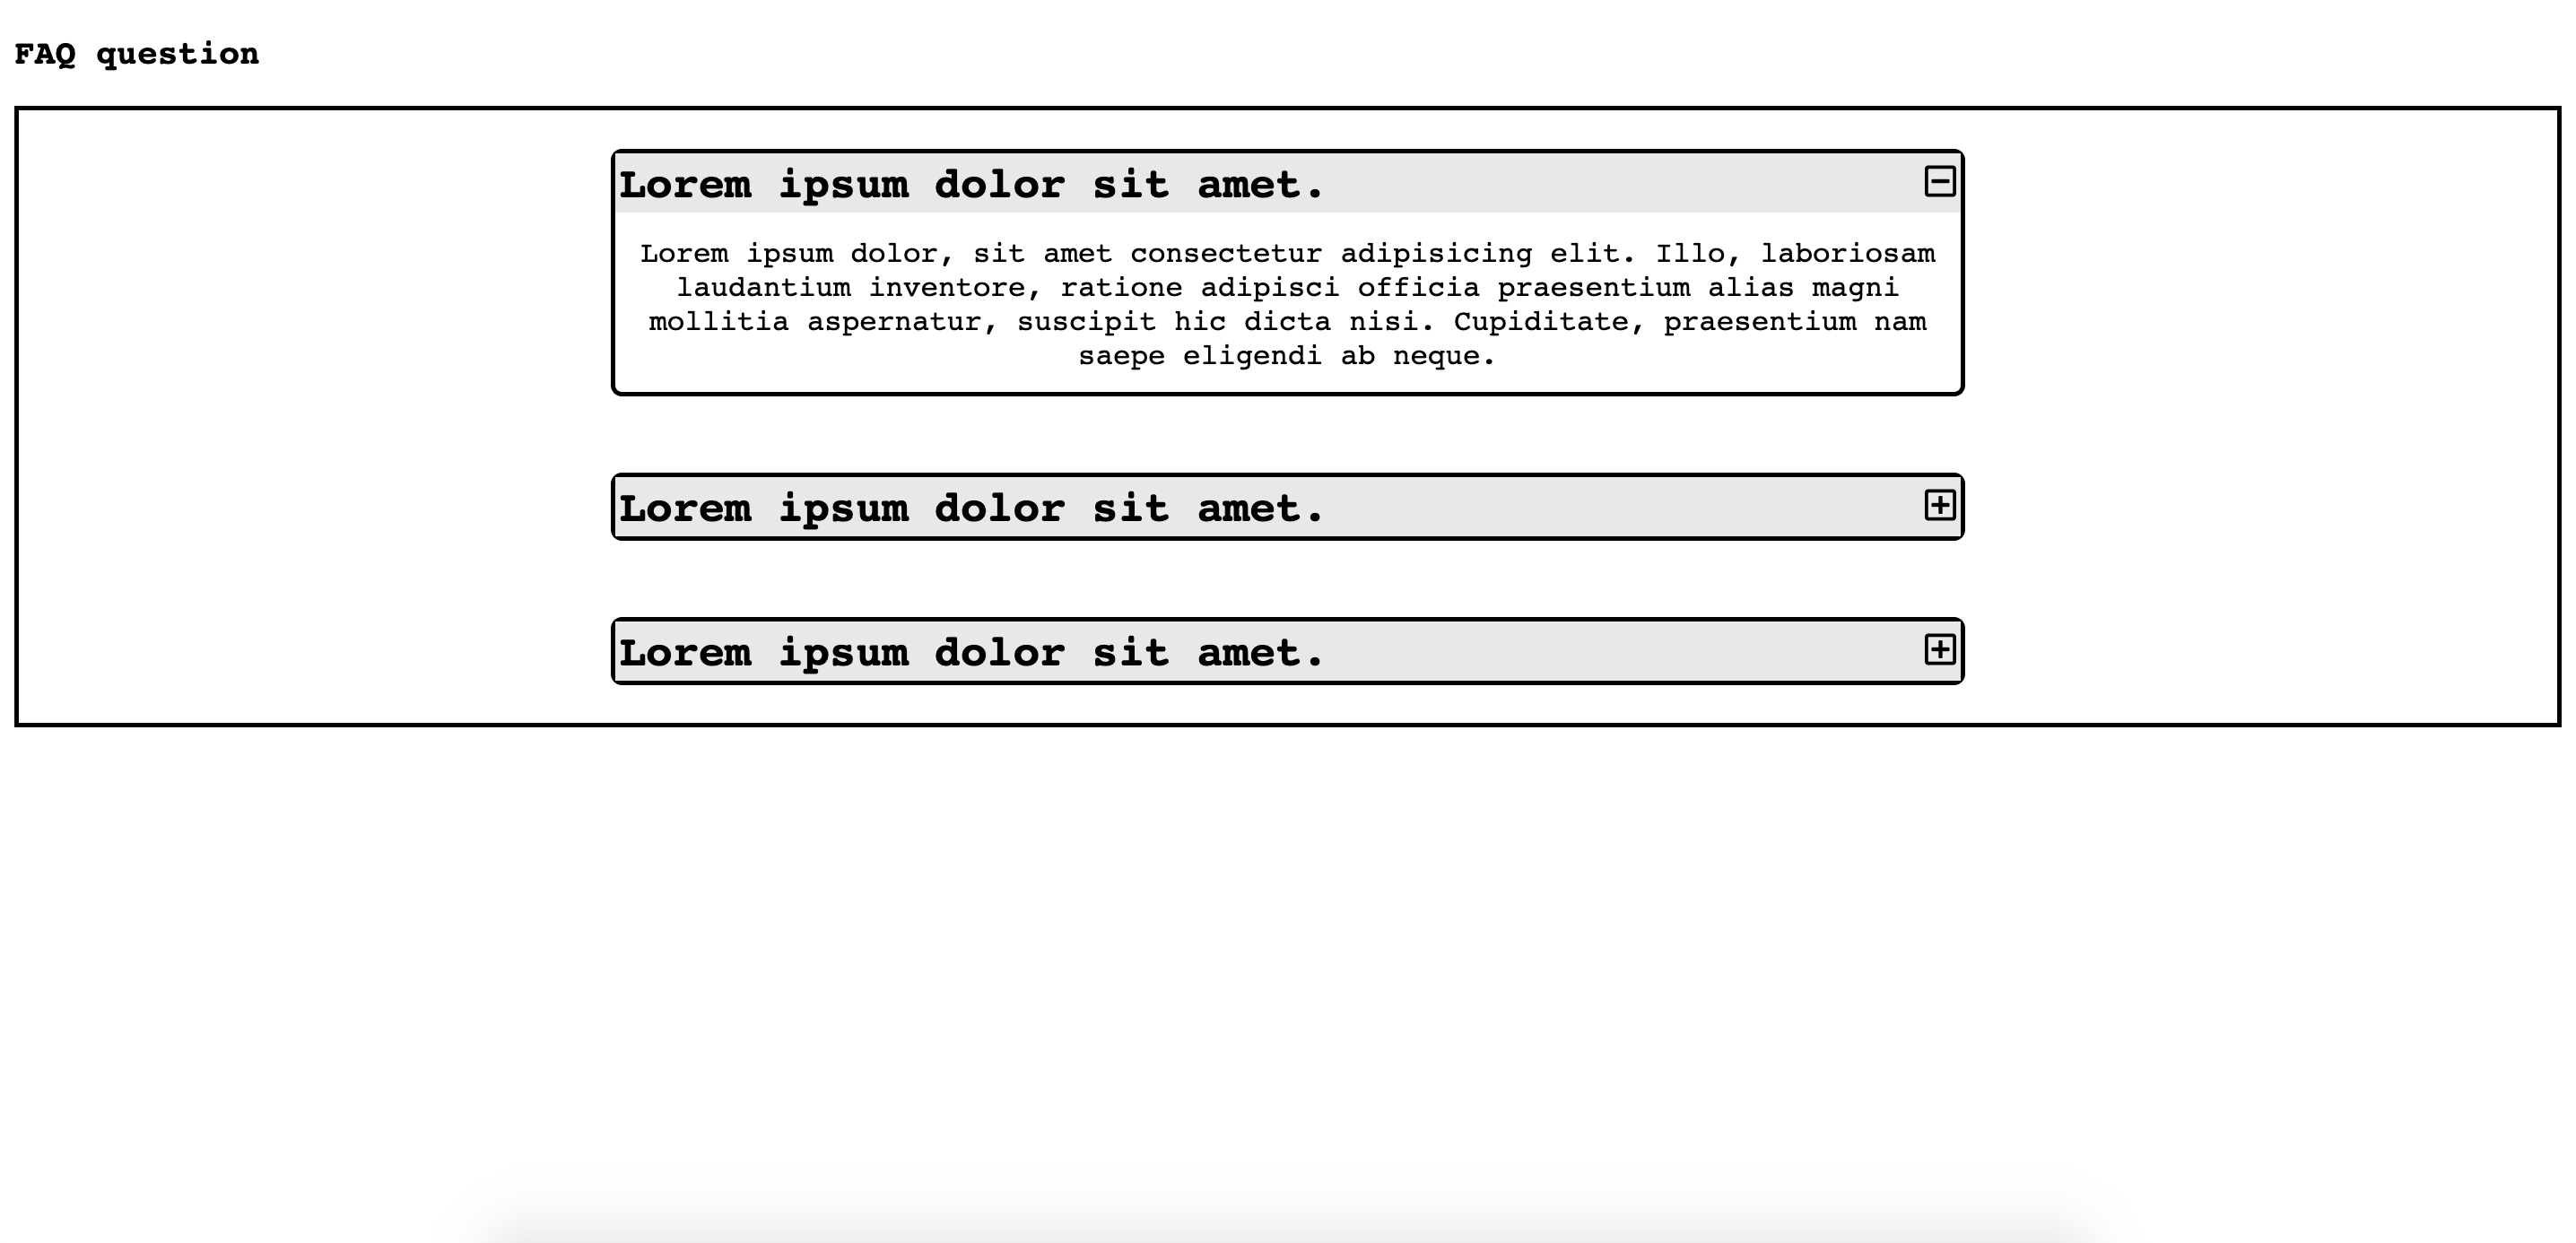 FAQ question
Lorem ipsum dolor sit amet.
Lorem ipsum dolor, sit amet consectetur adipisicing elit. Illo, laboriosam
laudantium inventore, ratione adipisci officia praesentium alias magni
mollitia aspernatur, suscipit hic dicta nisi. Cupiditate, praesentium nam
saepe eligendi ab neque.
Lorem ipsum dolor sit amet.
Lorem ipsum dolor sit amet.